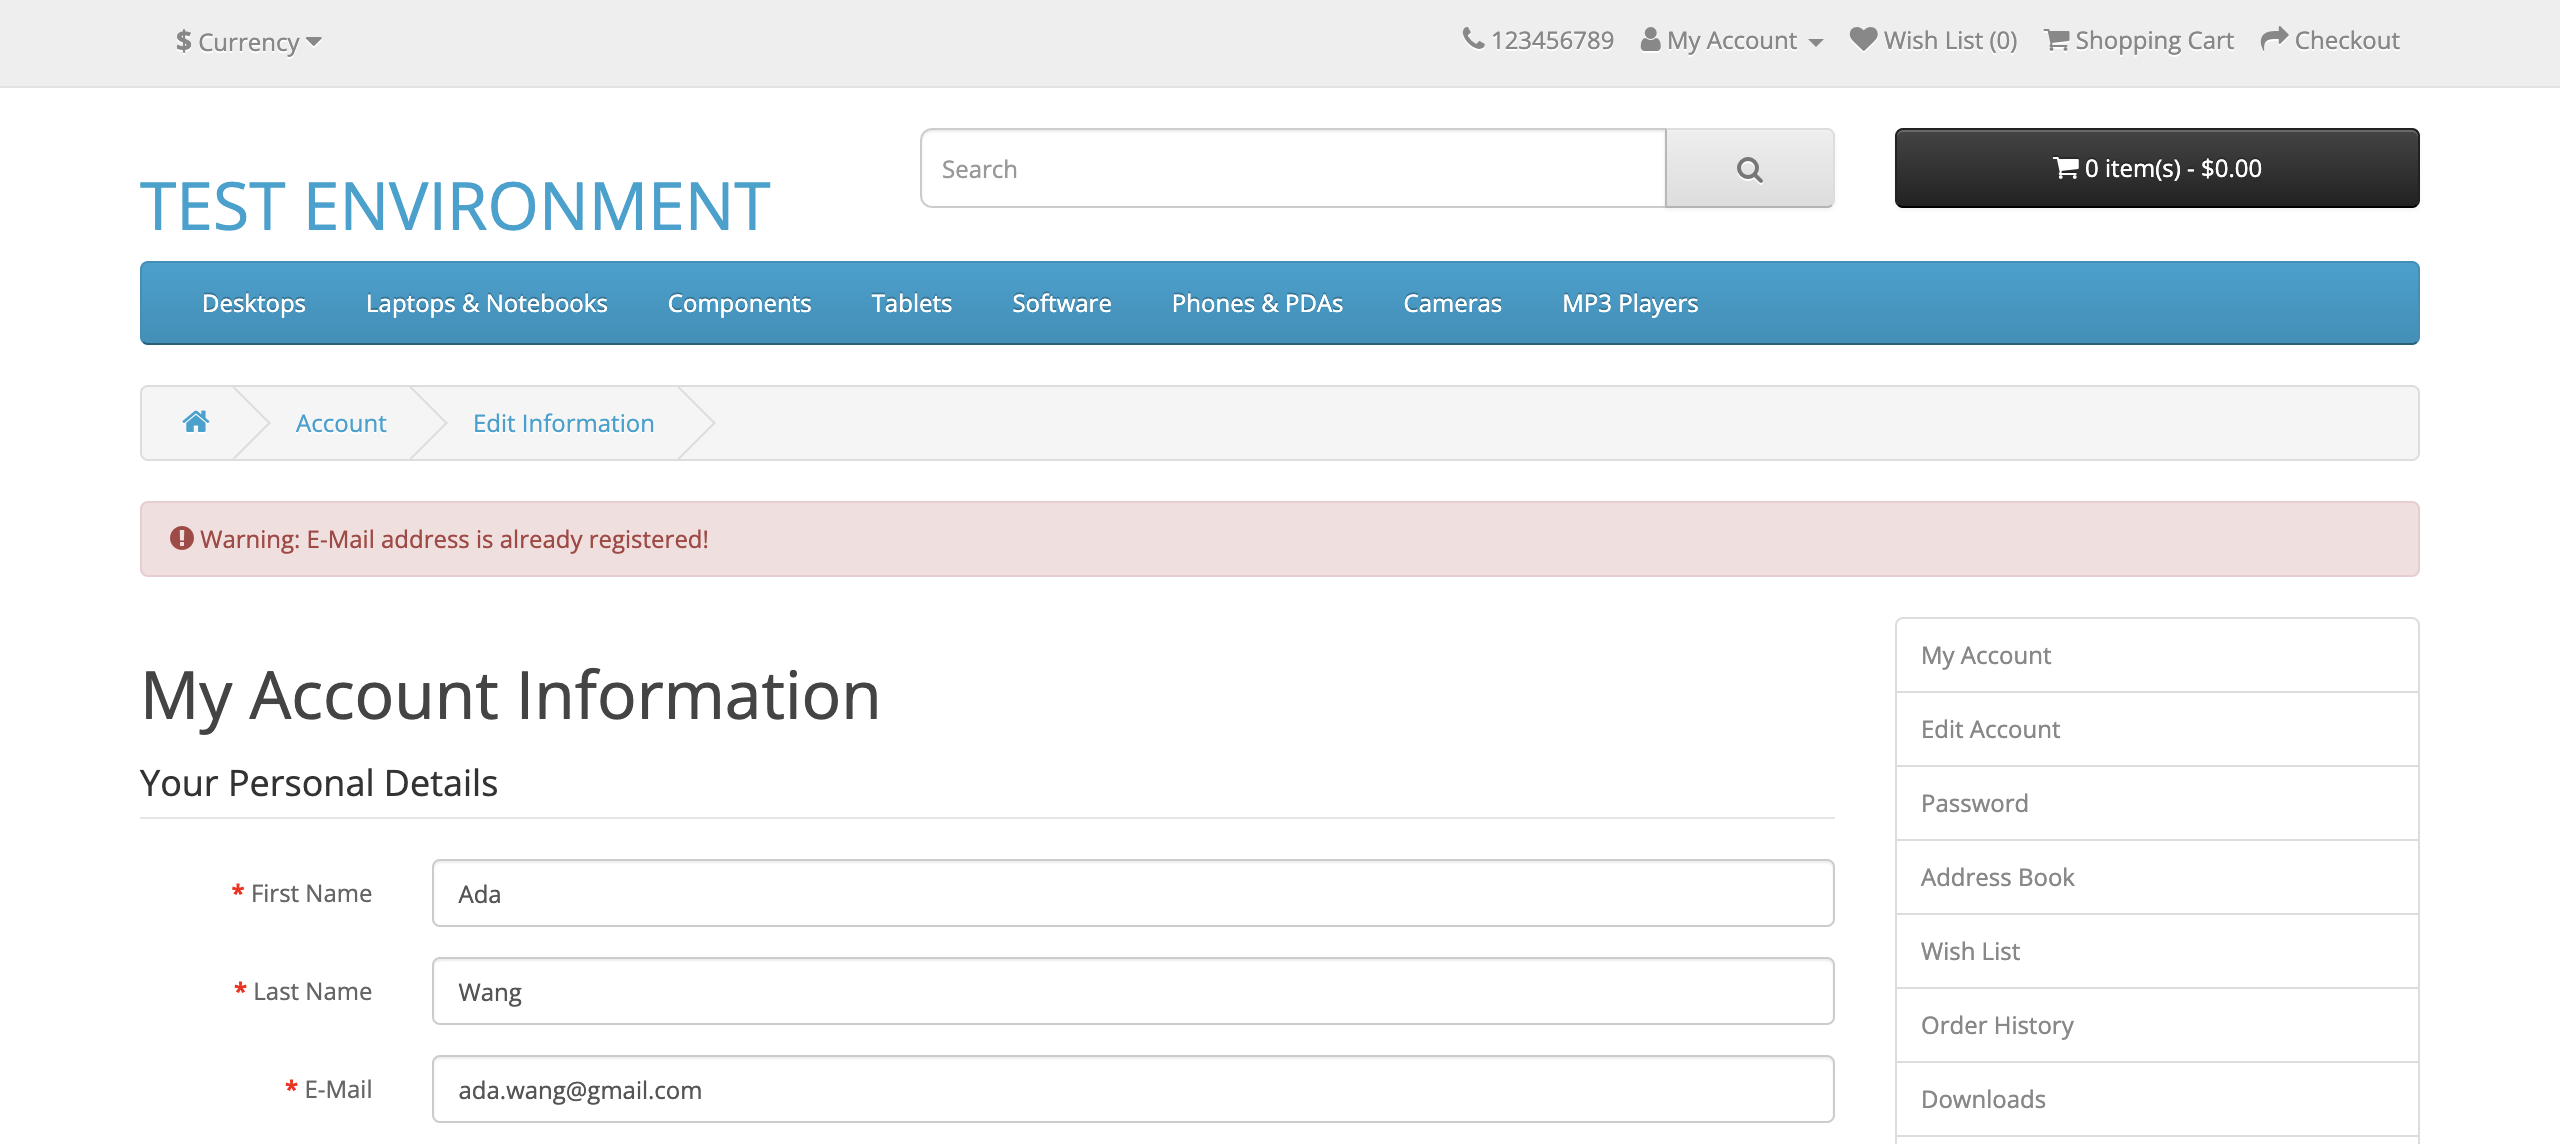 $ Currency
123456789 My Account Wish List (0) Shopping Cart Checkout
TEST ENVIRONMENT
Search
0 item(s) - $0.00
Desktops Laptops & Notebooks Components Tablets Software Phones & PDAs Cameras MP3 Players
Account Edit Information
Warning: E-Mail address is already registered!
My Account Information
Your Personal Details
* First Name Ada
* Last Name Wang
* E-Mail ada.wang@gmail.com
My Account
Edit Account
Password
Address Book
Wish List
Order History
Downloads